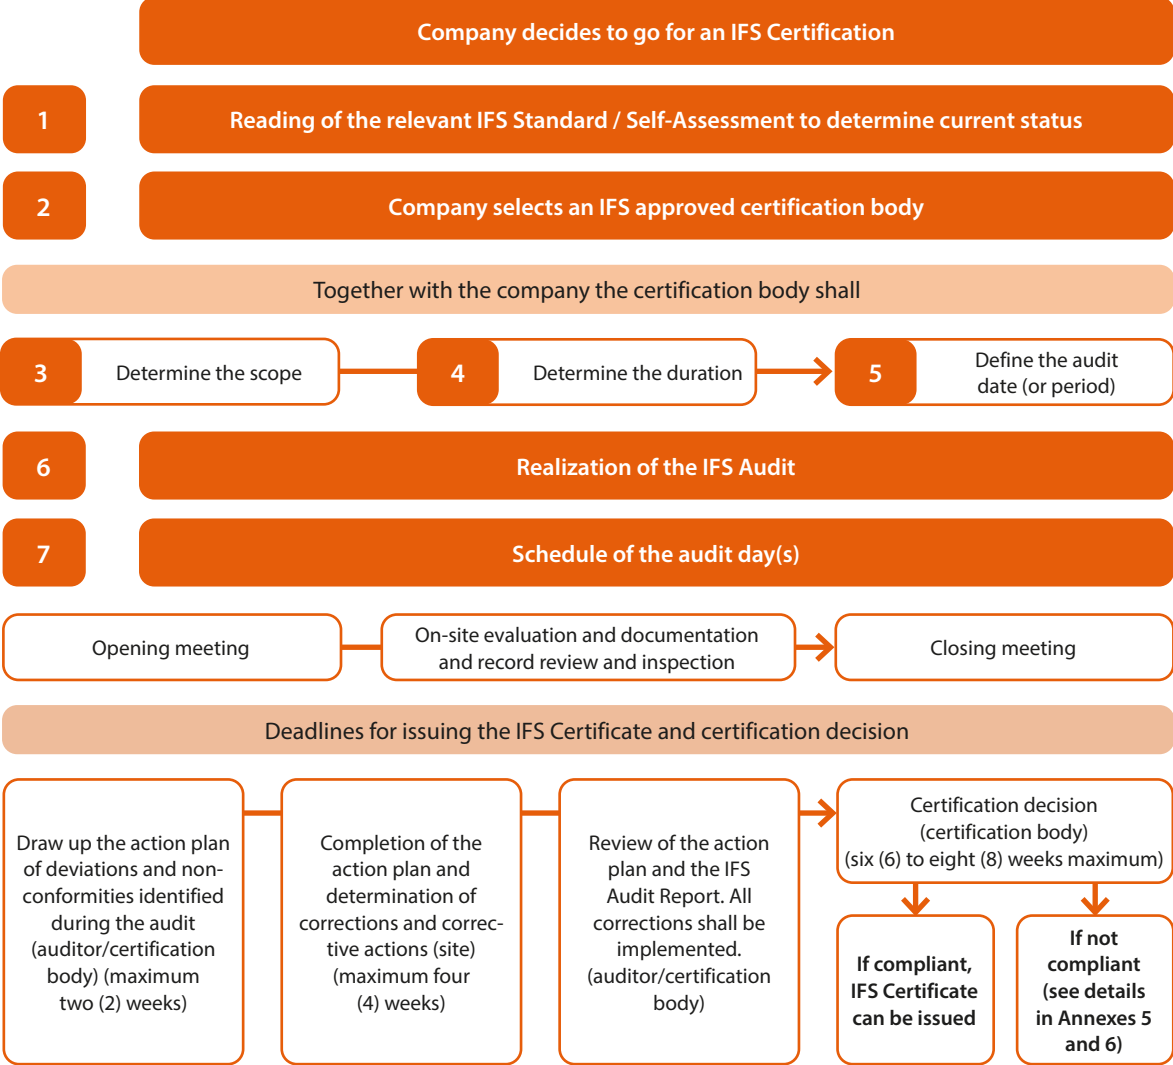 Company decides to go for an IFS Certification
1
Reading of the relevant IFS Standard / Self-Assessment to determine current status
2
Company selects an IFS approved certification body
Together with the company the certification body shall
3
Determine the scope
4
Determine the duration
5
Define the audit
date (or period)
6
Realization of the IFS Audit
7
Schedule of the audit day(s)
Opening meeting
On-site evaluation and documentation
and record review and inspection
Closing meeting
Deadlines for issuing the IFS Certificate and certification decision
Draw up the action plan
of deviations and non-
conformities identified
during the audit
(auditor/certification
body) (maximum
two (2) weeks)
Completion of the
action plan and
determination of
corrections and correc-
tive actions (site)
(maximum four
(4) weeks)
Review of the action
plan and the IFS
Audit Report. All
corrections shall be
implemented.
(auditor/certification
body)
Certification decision
(certification body)
(six (6) to eight (8) weeks maximum)
If compliant,
IFS Certificate
can be issued
If not
compliant
(see details
in Annexes 5
and 6)